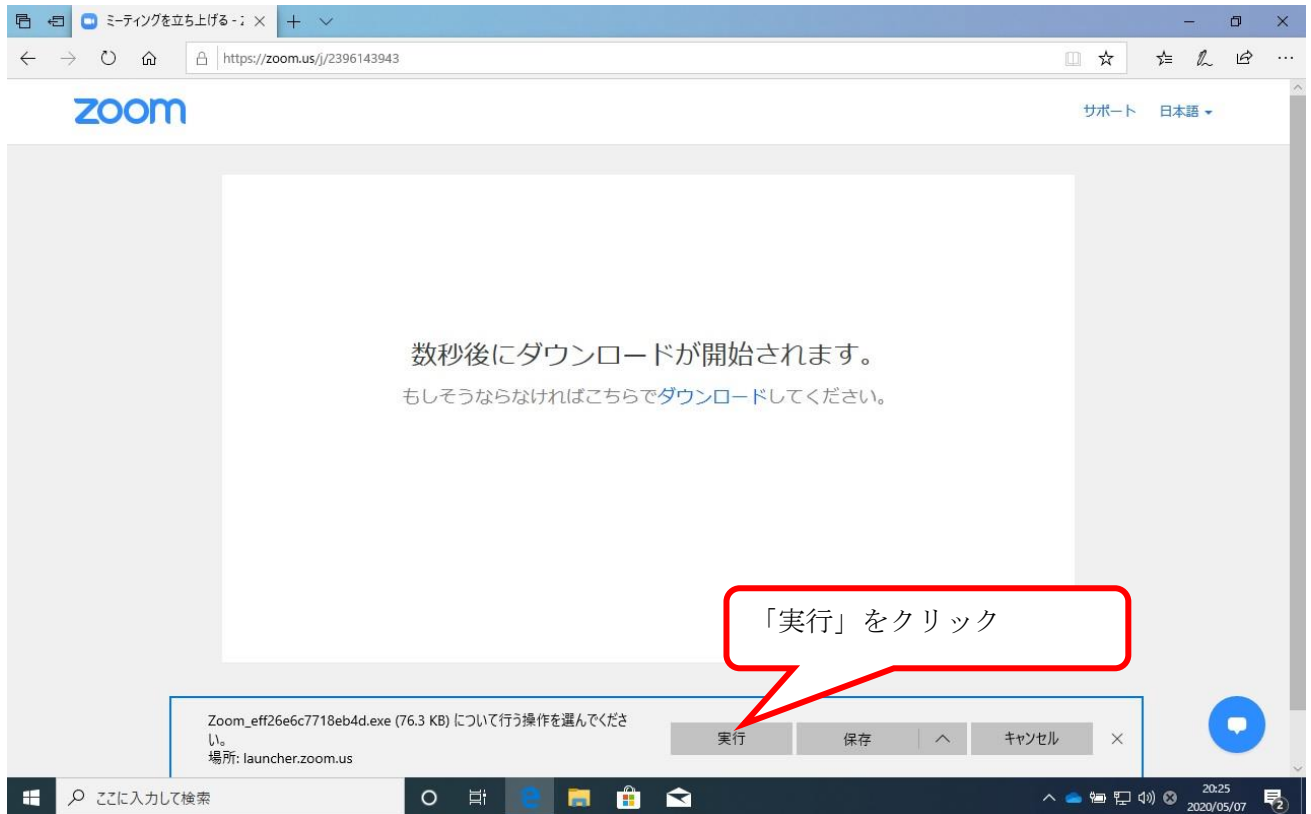 ミーティングを立ち上げる - Z
https://zoom.us/j/2396143943
zoom
サポート 日本語
数秒後にダウンロードが開始されます。
もしそうならなければこちらでダウンロードしてください。
「実行」をクリック
Zoom_eff26e6c7718eb4d.exe (76.3 KB) について行う操作を選んでくださ
い。
場所: launcher.zoom.us
実行 保存 キャンセル
ここに入力して検索
20:25
2020/05/07
2